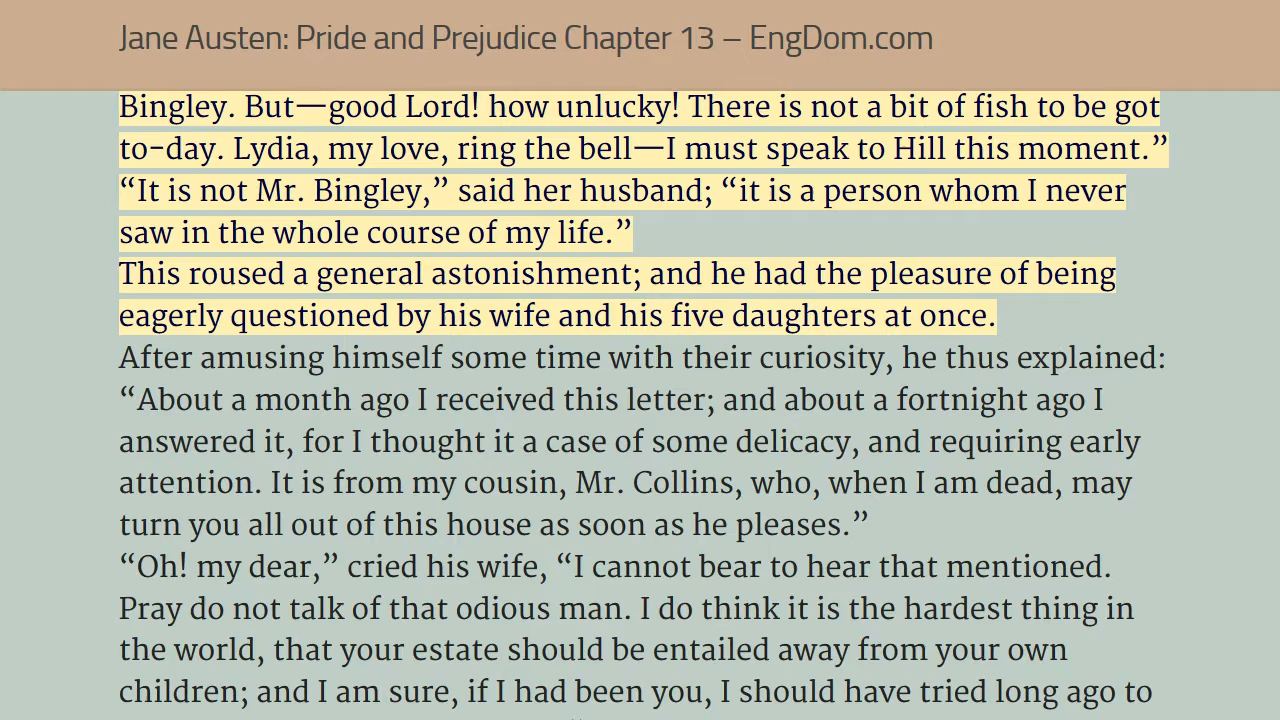 Jane Austen: Pride and Prejudice Chapter 13 – EngDom.com
Bingley. But—good Lord! how unlucky! There is not a bit of fish to be got
to-day. Lydia, my love, ring the bell—I must speak to Hill this moment.”
“It is not Mr. Bingley,” said her husband; “it is a person whom I never
saw in the whole course of my life.”
This roused a general astonishment; and he had the pleasure of being
eagerly questioned by his wife and his five daughters at once.
After amusing himself some time with their curiosity, he thus explained:
“About a month ago I received this letter; and about a fortnight ago I
answered it, for I thought it a case of some delicacy, and requiring early
attention. It is from my cousin, Mr. Collins, who, when I am dead, may
turn you all out of this house as soon as he pleases.”
“Oh! my dear,” cried his wife, “I cannot bear to hear that mentioned.
Pray do not talk of that odious man. I do think it is the hardest thing in
the world, that your estate should be entailed away from your own
children; and I am sure, if I had been you, I should have tried long ago to